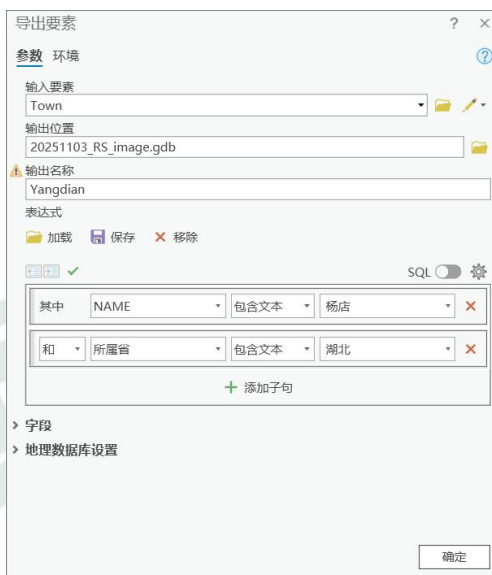 导出要素 ? ×
参数 环境 ?
输入要素
Town
输出位置
20251103_RS_image.gdb
输出名称
Yangdian
表达式
加载 保存 移除
SQL
其中 NAME 包含文本 杨店
和 所属省 包含文本 湖北
添加子句
字段
地理数据库设置
确定